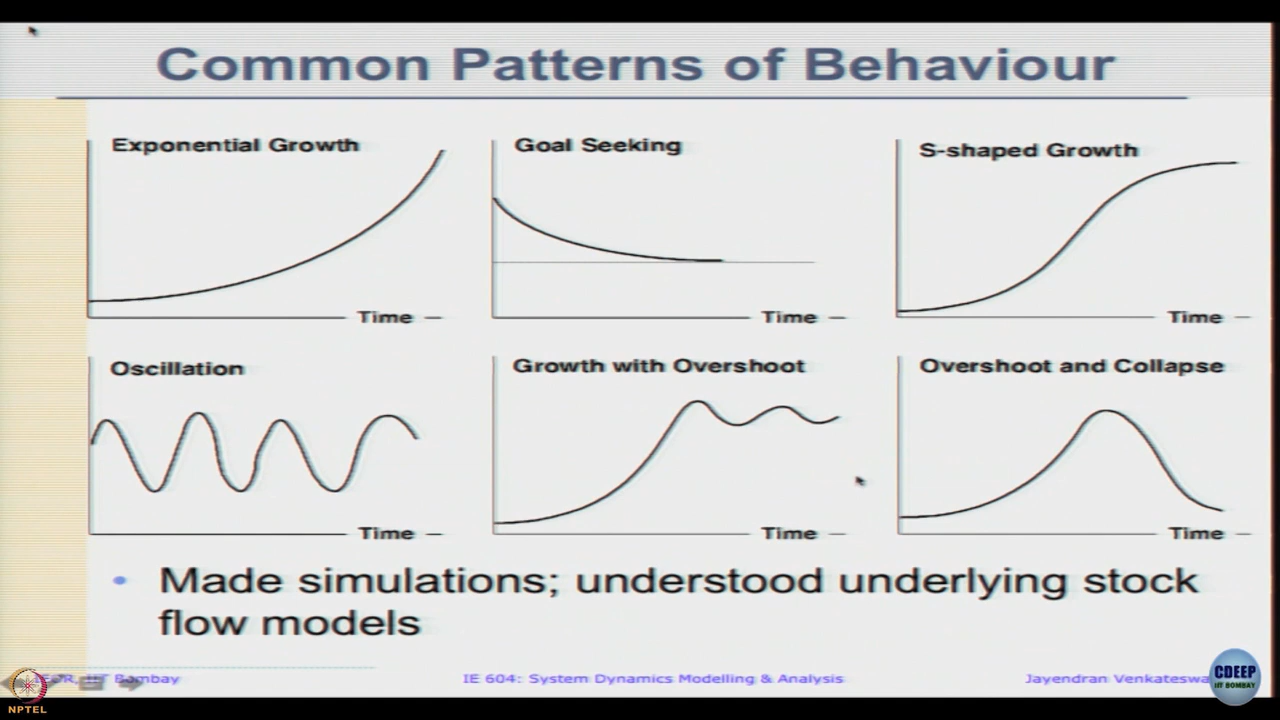 Common Patterns of Behaviour
Exponential Growth
Goal Seeking
S-shaped Growth
Time
Time
Time
Oscillation
Growth with Overshoot
Overshoot and Collapse
Time
Time
Time
• Made simulations; understood underlying stock
flow models
Bombay
IE 604: System Dynamics Modelling & Analysis
Jayendran
CDEEP
IIT BOMBAY
NPTEL